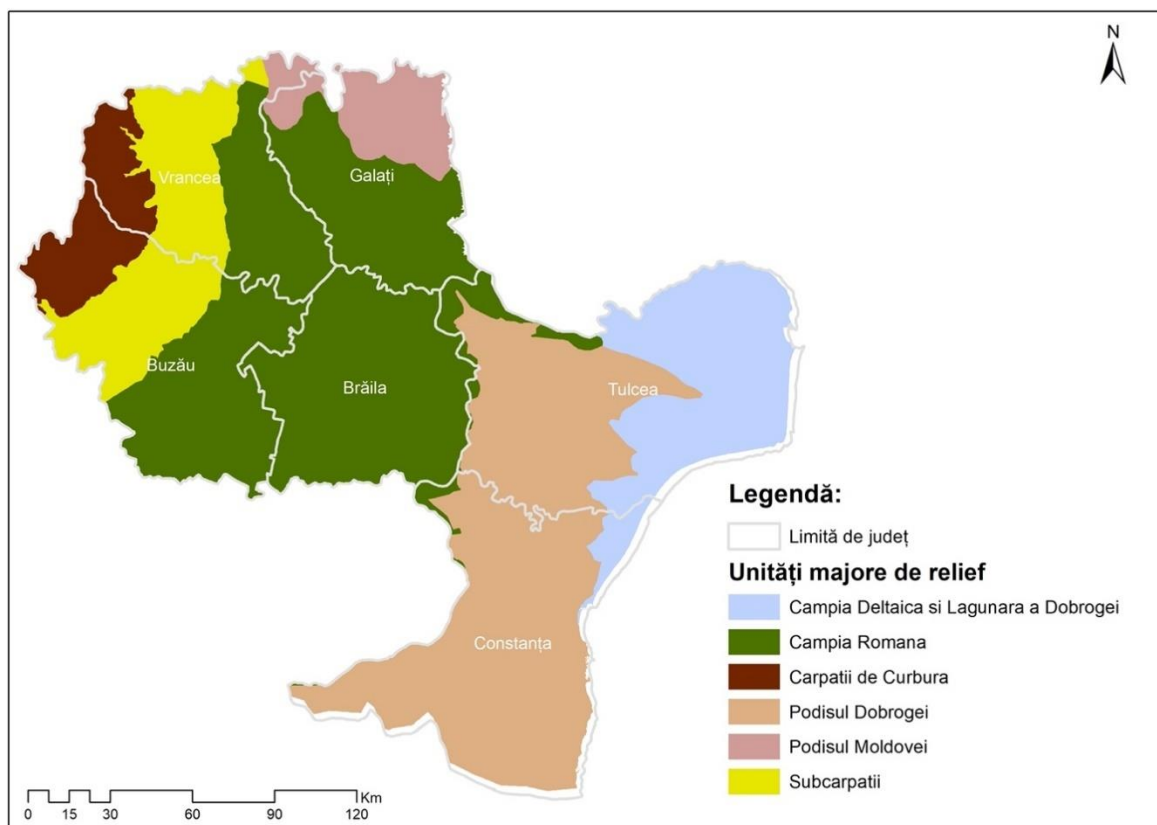 N
Vrancea
Galați
Buzău
Brăila
Tulcea
Constanța
Legendă:
Limită de județ
Unități majore de relief
Campia Deltaica si Lagunara a Dobrogei
Campia Romana
Carpatii de Curbura
Podisul Dobrogei
Podisul Moldovei
Subcarpatii
Km
0 15 30 60 90 120